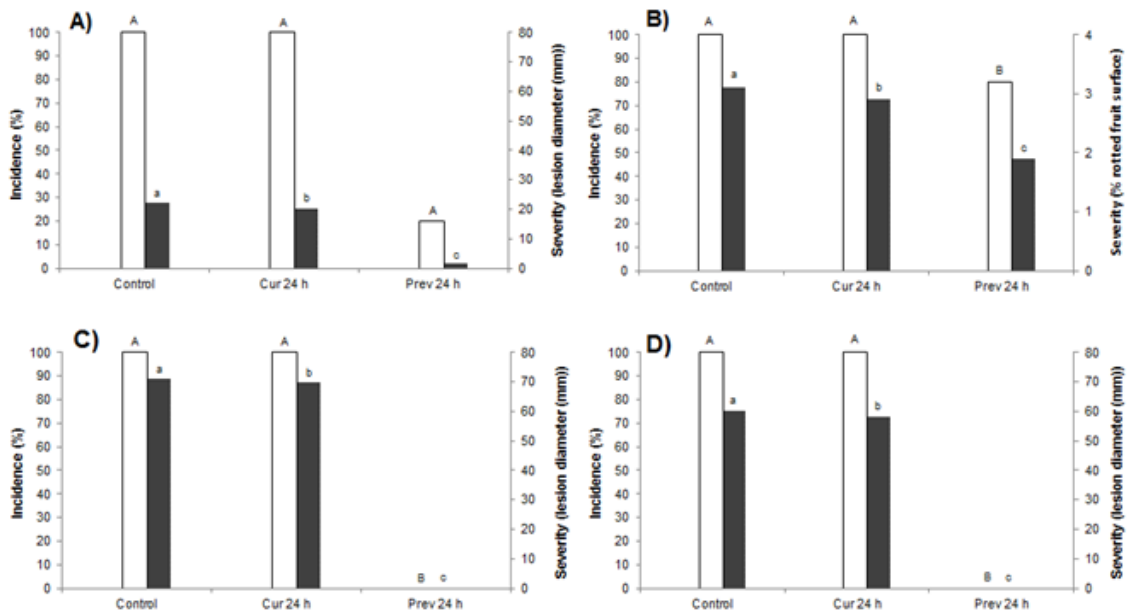 A)
Incidence (%)
100
90
80
70
60
50
40
30
20
10
0
A
a
A
b
A
c
Control
Cur 24 h
Prev 24 h
80
70
60
50
40
30
20
10
0
Severity (lesion diameter (mm))
B)
Incidence (%)
100
90
80
70
60
50
40
30
20
10
0
A
a
A
b
B
c
Control
Cur 24 h
Prev 24 h
4
3
2
1
0
Severity (% rotted fruit surface)
C)
Incidence (%)
100
90
80
70
60
50
40
30
20
10
0
A
a
A
b
B
c
Control
Cur 24 h
Prev 24 h
80
70
60
50
40
30
20
10
0
Severity (lesion diameter (mm))
D)
Incidence (%)
100
90
80
70
60
50
40
30
20
10
0
A
a
A
b
B
c
Control
Cur 24 h
Prev 24 h
80
70
60
50
40
30
20
10
0
Severity (lesion diameter (mm))